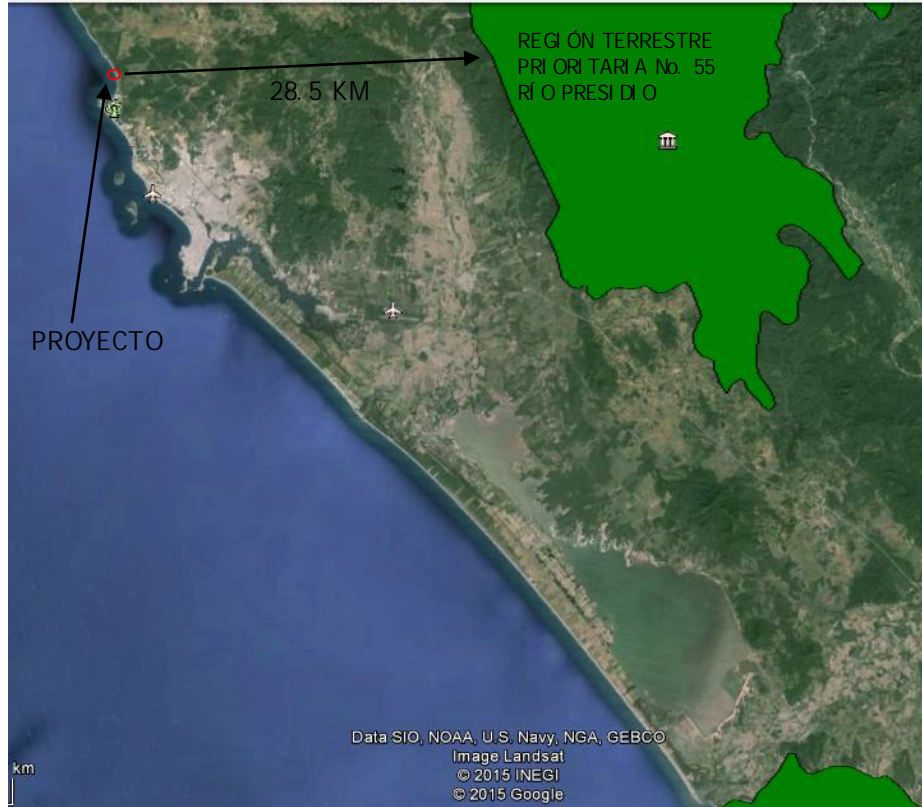 REGIÓN TERRESTRE
PRIORITARIA No. 55
RÍO PRESIDIO
28.5 KM
PROYECTO
Data SIO, NOAA, U.S. Navy, NGA, GEBCO
Image Landsat
© 2015 INEGI
© 2015 Google
km